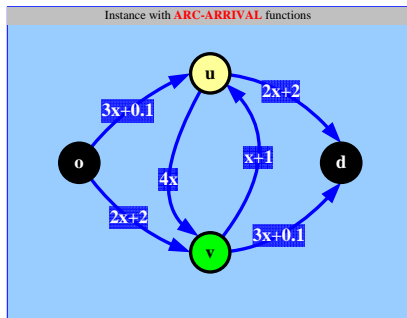 Instance with ARC-ARRIVAL functions
u
3x+0.1
2x+2
o
4x
x+1
d
2x+2
3x+0.1
v